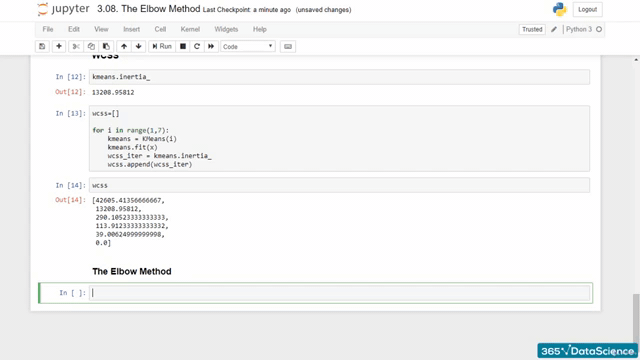 jupyter 3.08. The Elbow Method Last Checkpoint: a minute ago (unsaved changes) Logout
File Edit View Insert Cell Kernel Widgets Help Trusted Python 3
Run Code
WCSS
In [12]: kmeans.inertia_
Out[12]: 13208.95812
In [13]: wcss=[]
for i in range(1,7):
kmeans = KMeans(i)
kmeans.fit(x)
wcss_iter = kmeans.inertia_
wcss.append(wcss_iter)
In [14]: wcss
Out[14]: [42605.41356666667,
13208.95812,
290.10523333333333,
113.91233333333332,
39.00624999999998,
0.0]
The Elbow Method
In [ ]:
365 DataScience